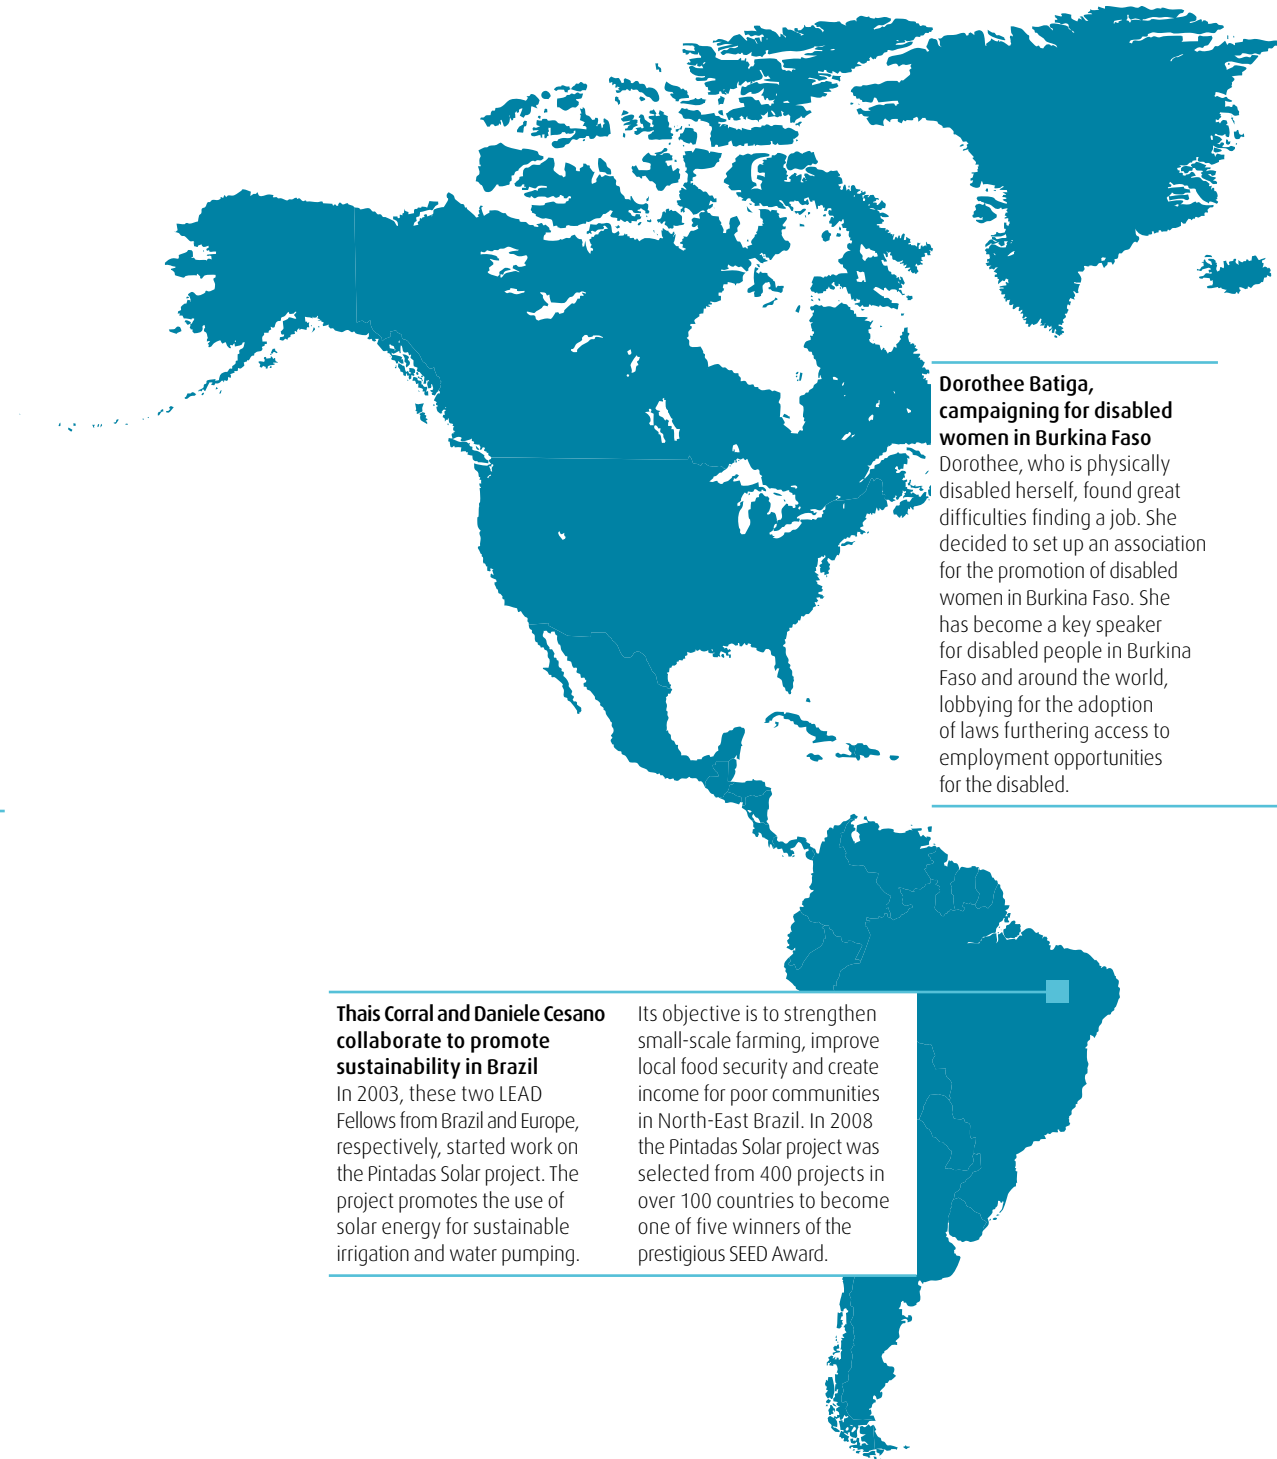 Dorothee Batiga,
campaigning for disabled
women in Burkina Faso
Dorothee, who is physically
disabled herself, found great
difficulties finding a job. She
decided to set up an association
for the promotion of disabled
women in Burkina Faso. She
has become a key speaker
for disabled people in Burkina
Faso and around the world,
lobbying for the adoption
of laws furthering access to
employment opportunities
for the disabled.
Thais Corral and Daniele Cesano
collaborate to promote
sustainability in Brazil
In 2003, these two LEAD
Fellows from Brazil and Europe,
respectively, started work on
the Pintadas Solar project. The
project promotes the use of
solar energy for sustainable
irrigation and water pumping.
Its objective is to strengthen
small-scale farming, improve
local food security and create
income for poor communities
in North-East Brazil. In 2008
the Pintadas Solar project was
selected from 400 projects in
over 100 countries to become
one of five winners of the
prestigious SEED Award.